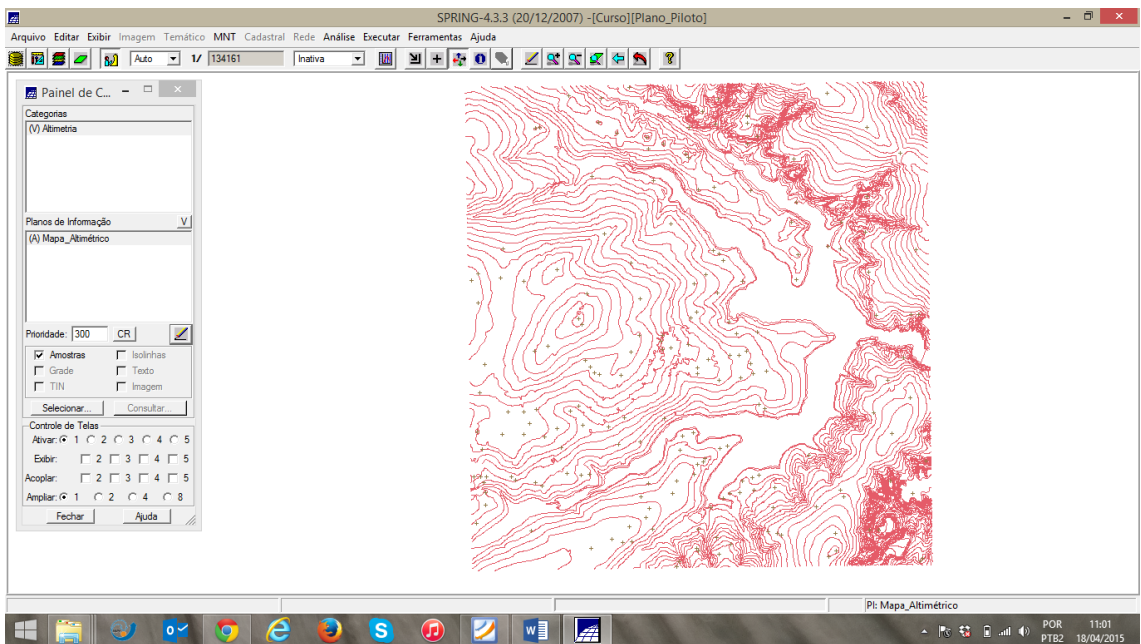 SPRING-4.3.3 (20/12/2007) -[Curso][Plano_Piloto]
Arquivo Editar Exibir Imagem Temático MNT Cadastral Rede Análise Executar Ferramentas Ajuda
Auto 1/ 134161 Inativa
Painel de C...
Categorias
(V) Altimetria
Planos de Informação V
(A) Mapa_Altimétrico
Prioridade: 300 CR
Amostras Isolinhas
Grade Texto
TIN Imagem
Selecionar... Consultar...
Controle de Telas
Ativar: 1 2 3 4 5
Exibir: 2 3 4 5
Acoplar: 2 3 4 5
Ampliar: 1 2 4 8
Fechar Ajuda
PI: Mapa_Altimétrico
POR 11:01
PTB2 18/04/2015